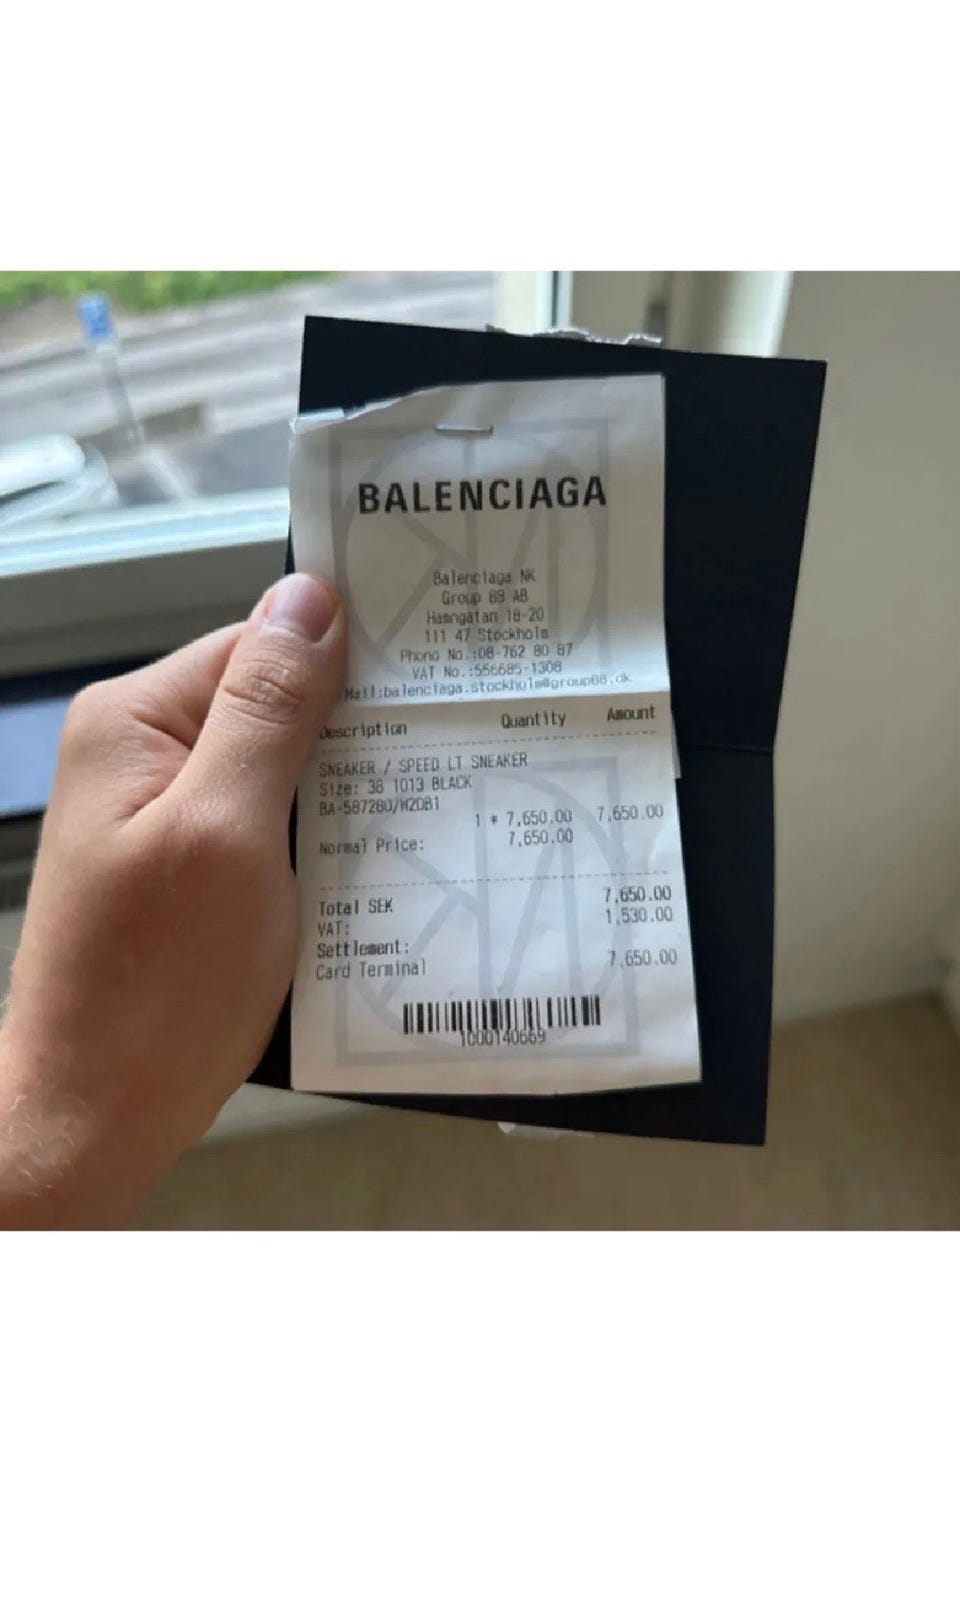 BALENCIAGA
Balenciaga NK
Group 88 AB
Hamngatan 18-20
111 47 Stockholm
Phone No.:08-762 80 87
VAT No.:556685-1308
Mail:balenciaga.stockholm@group88.dk
Description Quantity Amount
SNEAKER / SPEED LT SNEAKER
Size: 38 1013 BLACK
BA-587280/W2DB1
1 * 7,650.00 7,650.00
Normal Price: 7,650.00
Total SEK 7,650.00
VAT: 1,530.00
Settlement:
Card Terminal 7,650.00
1000140669